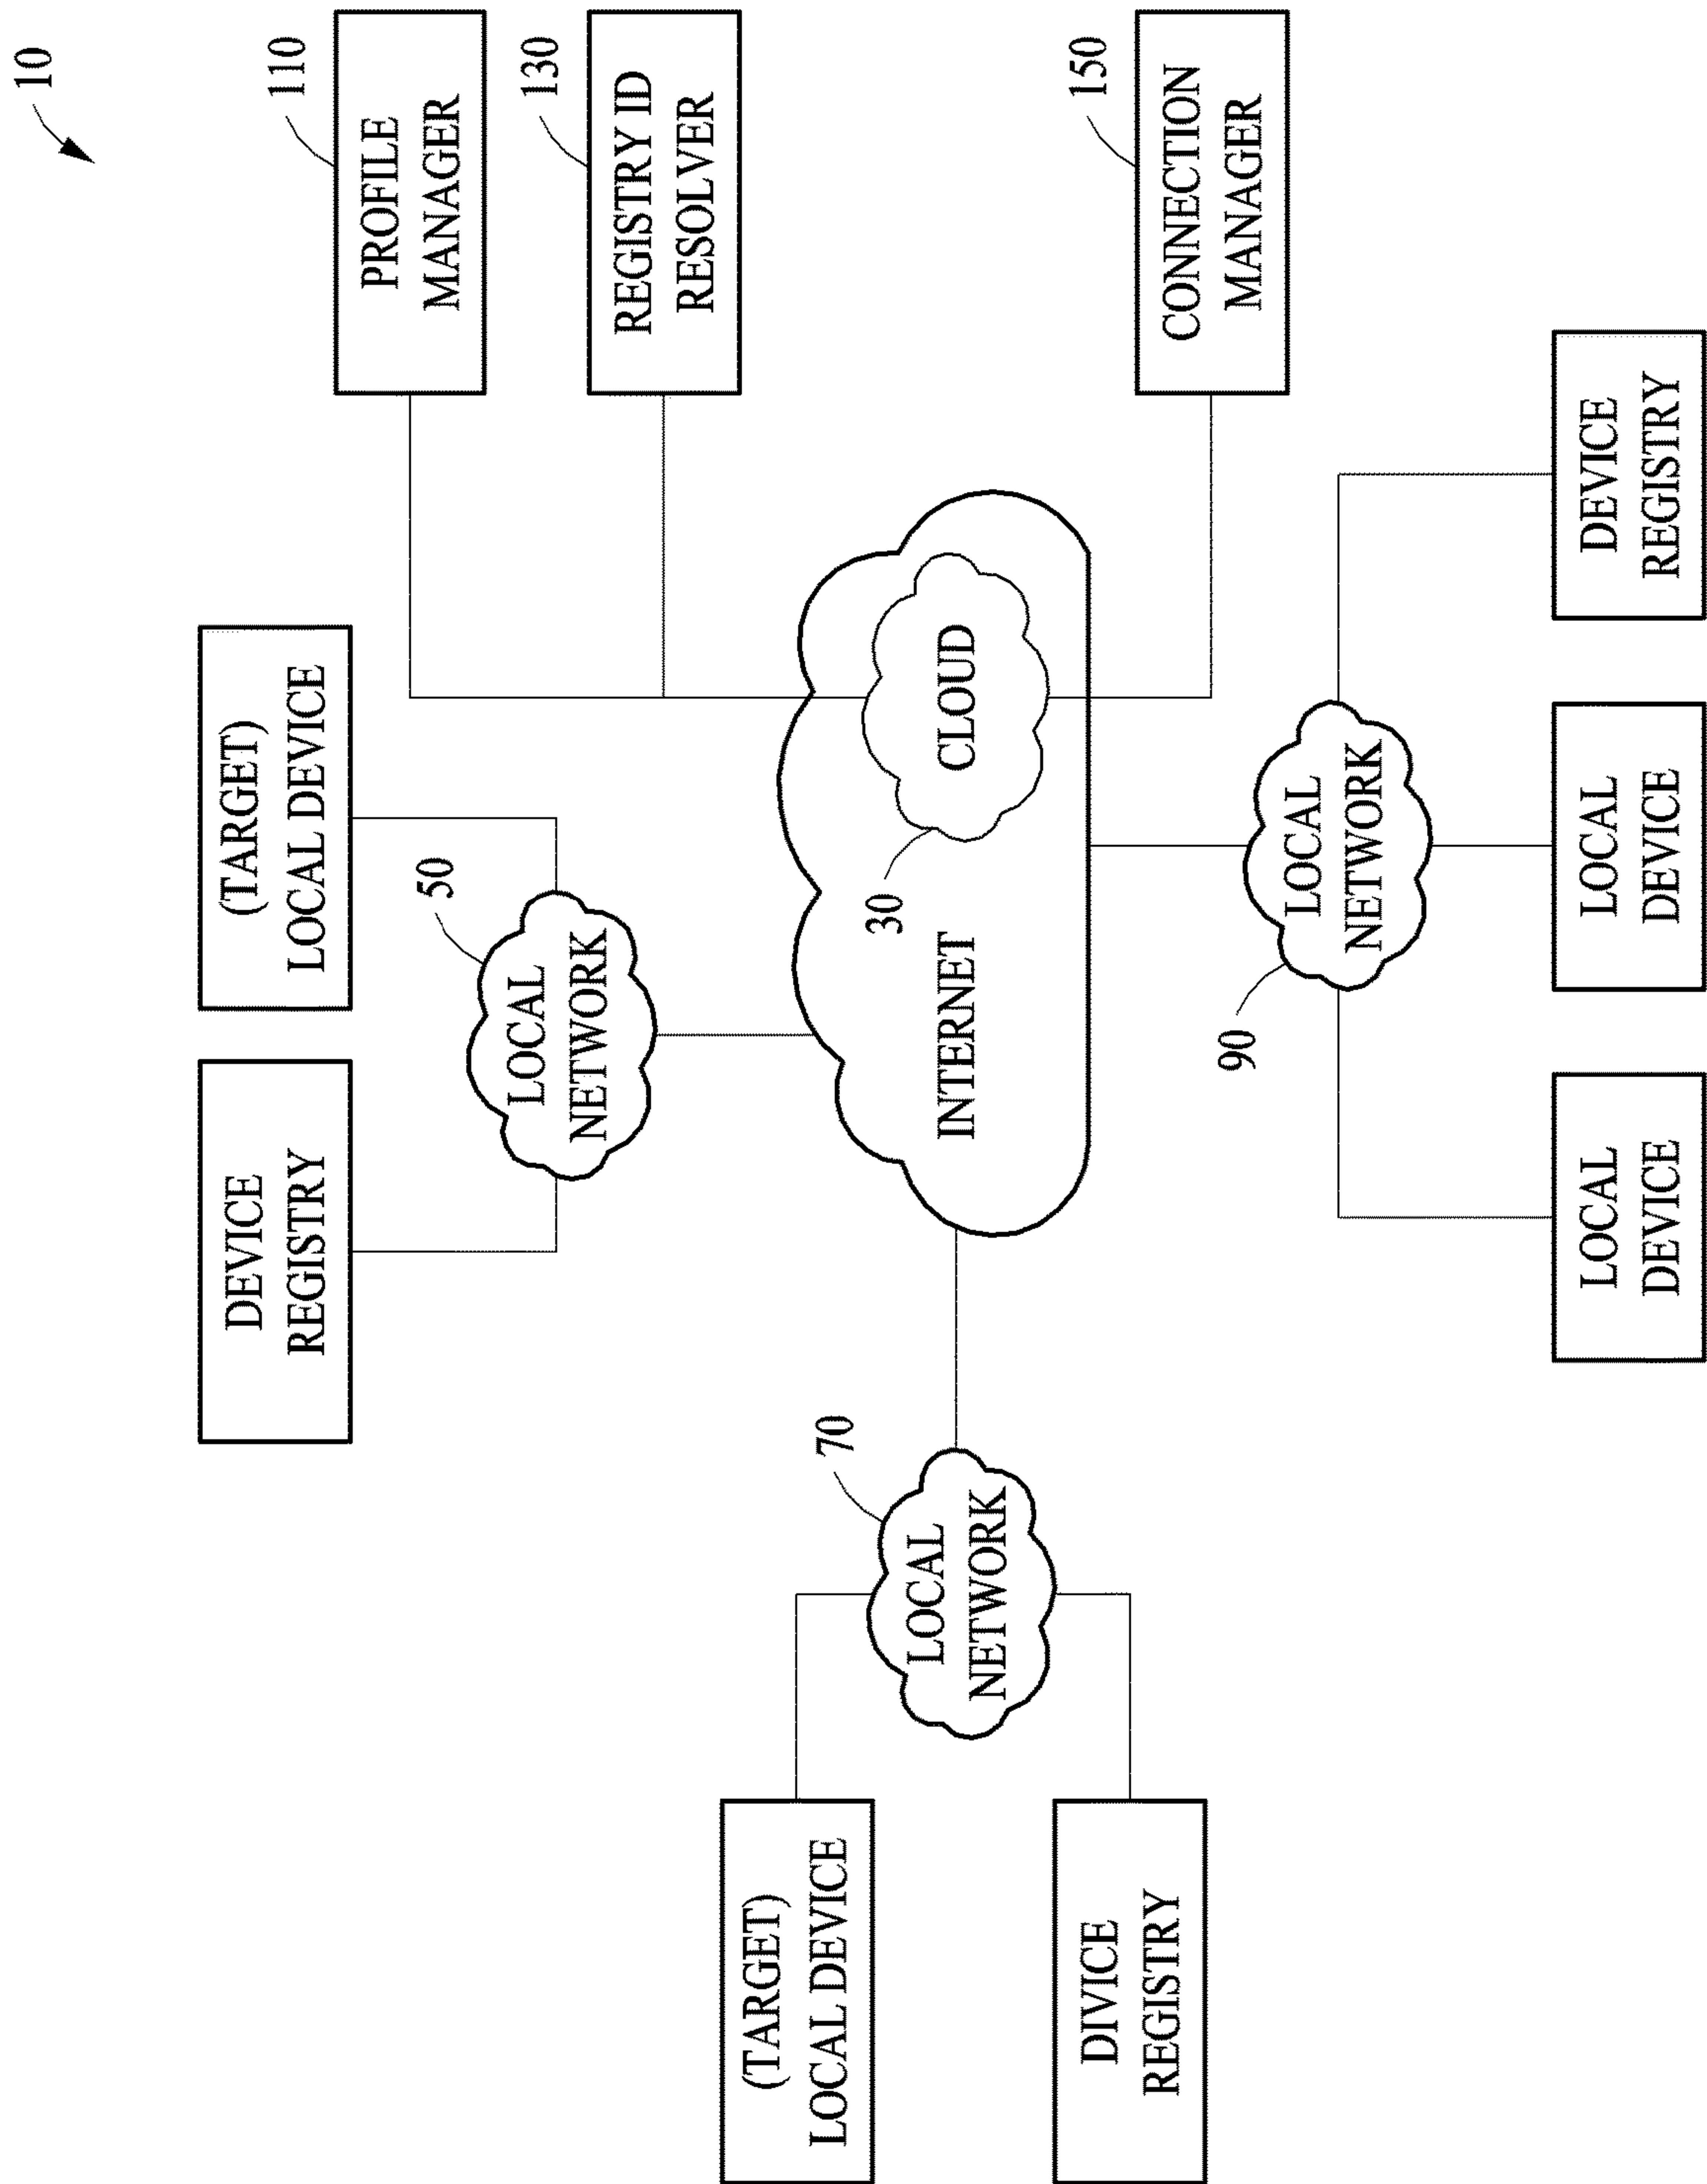 10
DEVICE
REGISTRY
(TARGET)
LOCAL DEVICE
110
PROFILE
MANAGER
50
LOCAL
NETWORK
130
REGISTRY ID
RESOLVER
70
(TARGET)
LOCAL DEVICE
LOCAL
NETWORK
INTERNET
30
CLOUD
DIVICE
REGISTRY
150
CONNECTION
MANAGER
90
LOCAL
NETWORK
LOCAL
DEVICE
LOCAL
DEVICE
DEVICE
REGISTRY